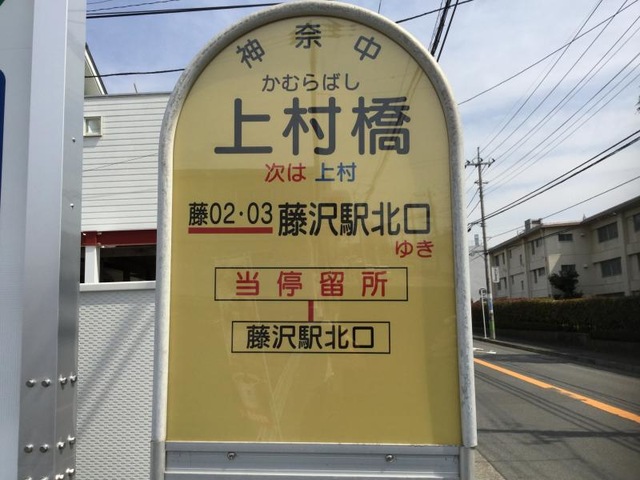 神奈中
かむらばし
上村橋
次は 上村
藤02・03 藤沢駅北口
ゆき
当停留所
藤沢駅北口